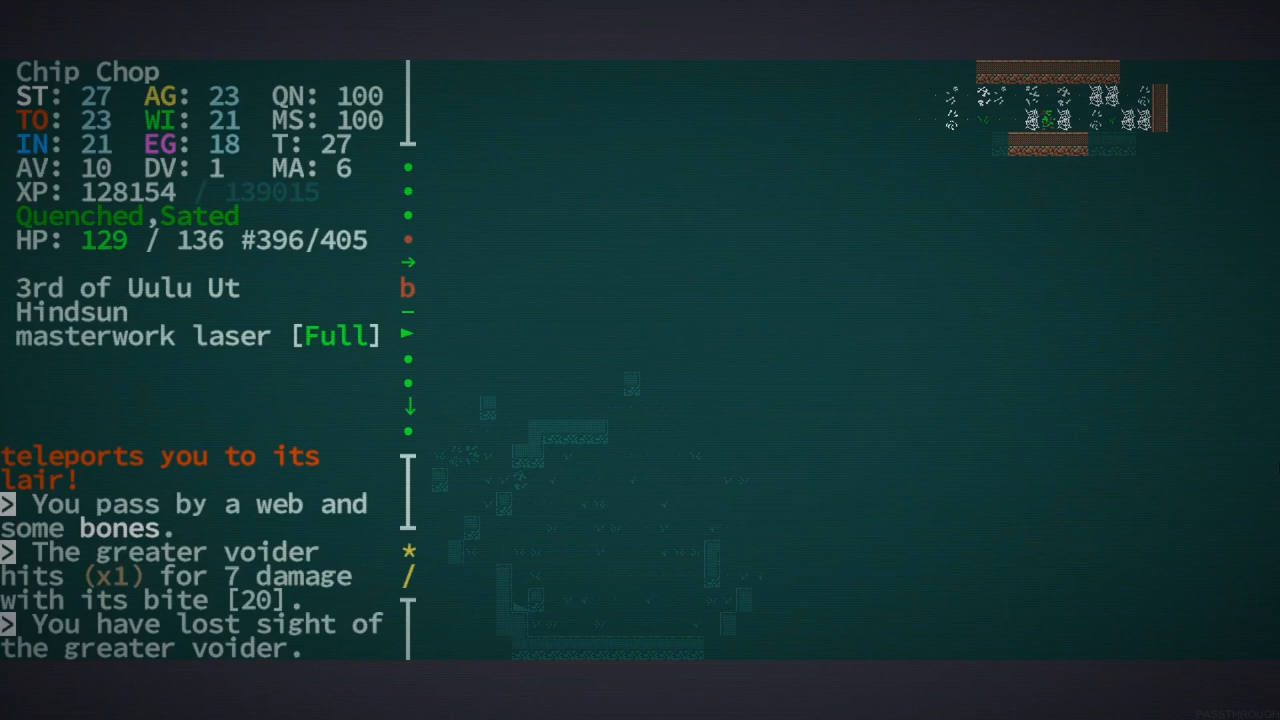 Chip Chop
ST: 27 AG: 23 QN: 100
TO: 23 WI: 21 MS: 100
IN: 21 EG: 18 T: 27
AV: 10 DV: 1 MA: 6
XP: 128154 / 139015
Quenched,Sated
HP: 129 / 136 #396/405
3rd of Uulu Ut
Hindsun
masterwork laser [Full]
b
teleports you to its
lair!
> You pass by a web and
some bones.
> The greater voider
hits (x1) for 7 damage
with its bite [20].
> You have lost sight of
the greater voider.
* 
/
PASSTHROUGH